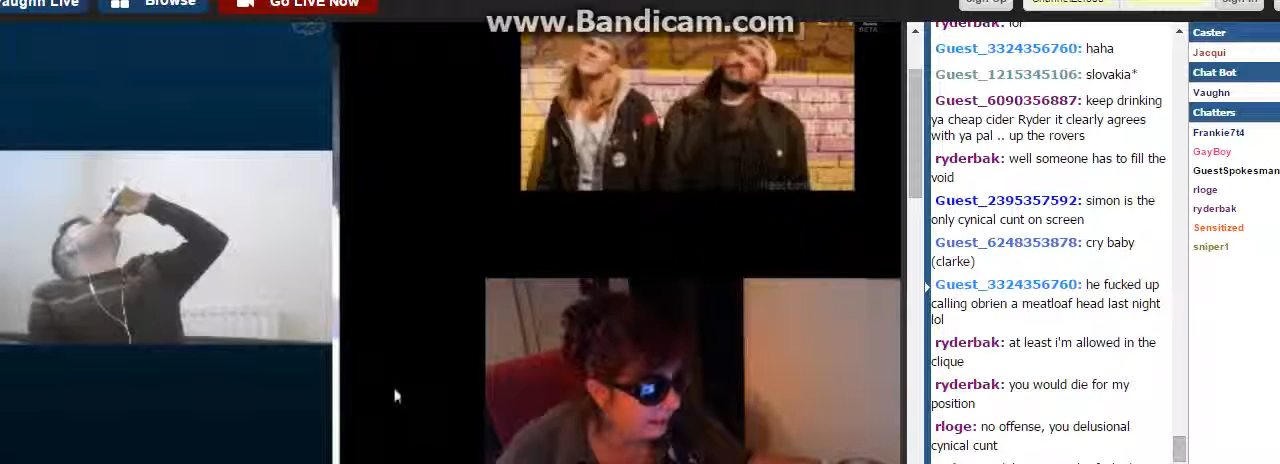 Vaughn Live
Browse
Go LIVE Now
www.Bandicam.com
Sign Up
Sign In
BETA
ryderbak: lol
Guest_3324356760: haha
Guest_1215345106: slovakia*
Guest_6090356887: keep drinking
ya cheap cider Ryder it clearly agrees
with ya pal .. up the rovers
ryderbak: well someone has to fill the
void
Guest_2395357592: simon is the
only cynical cunt on screen
Guest_6248353878: cry baby
(clarke)
Guest_3324356760: he fucked up
calling obrien a meatloaf head last night
lol
ryderbak: at least i'm allowed in the
clique
ryderbak: you would die for my
position
rloge: no offense, you delusional
cynical cunt
Caster
Jacqui
Chat Bot
Vaughn
Chatters
Frankie7t4
GayBoy
GuestSpokesman
rloge
ryderbak
Sensitized
sniper1